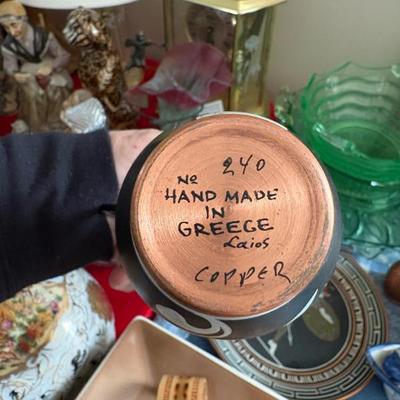 No 240
HAND MADE
IN
GREECE
Laios
COPPER